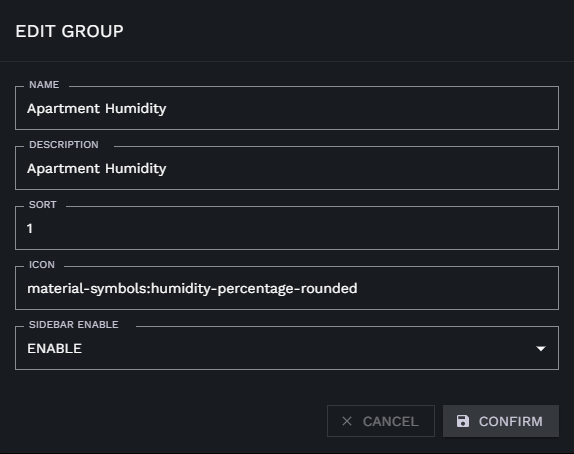 EDIT GROUP
NAME
Apartment Humidity
DESCRIPTION
Apartment Humidity
SORT
1
ICON
material-symbols:humidity-percentage-rounded
SIDEBAR ENABLE
ENABLE
CANCEL CONFIRM